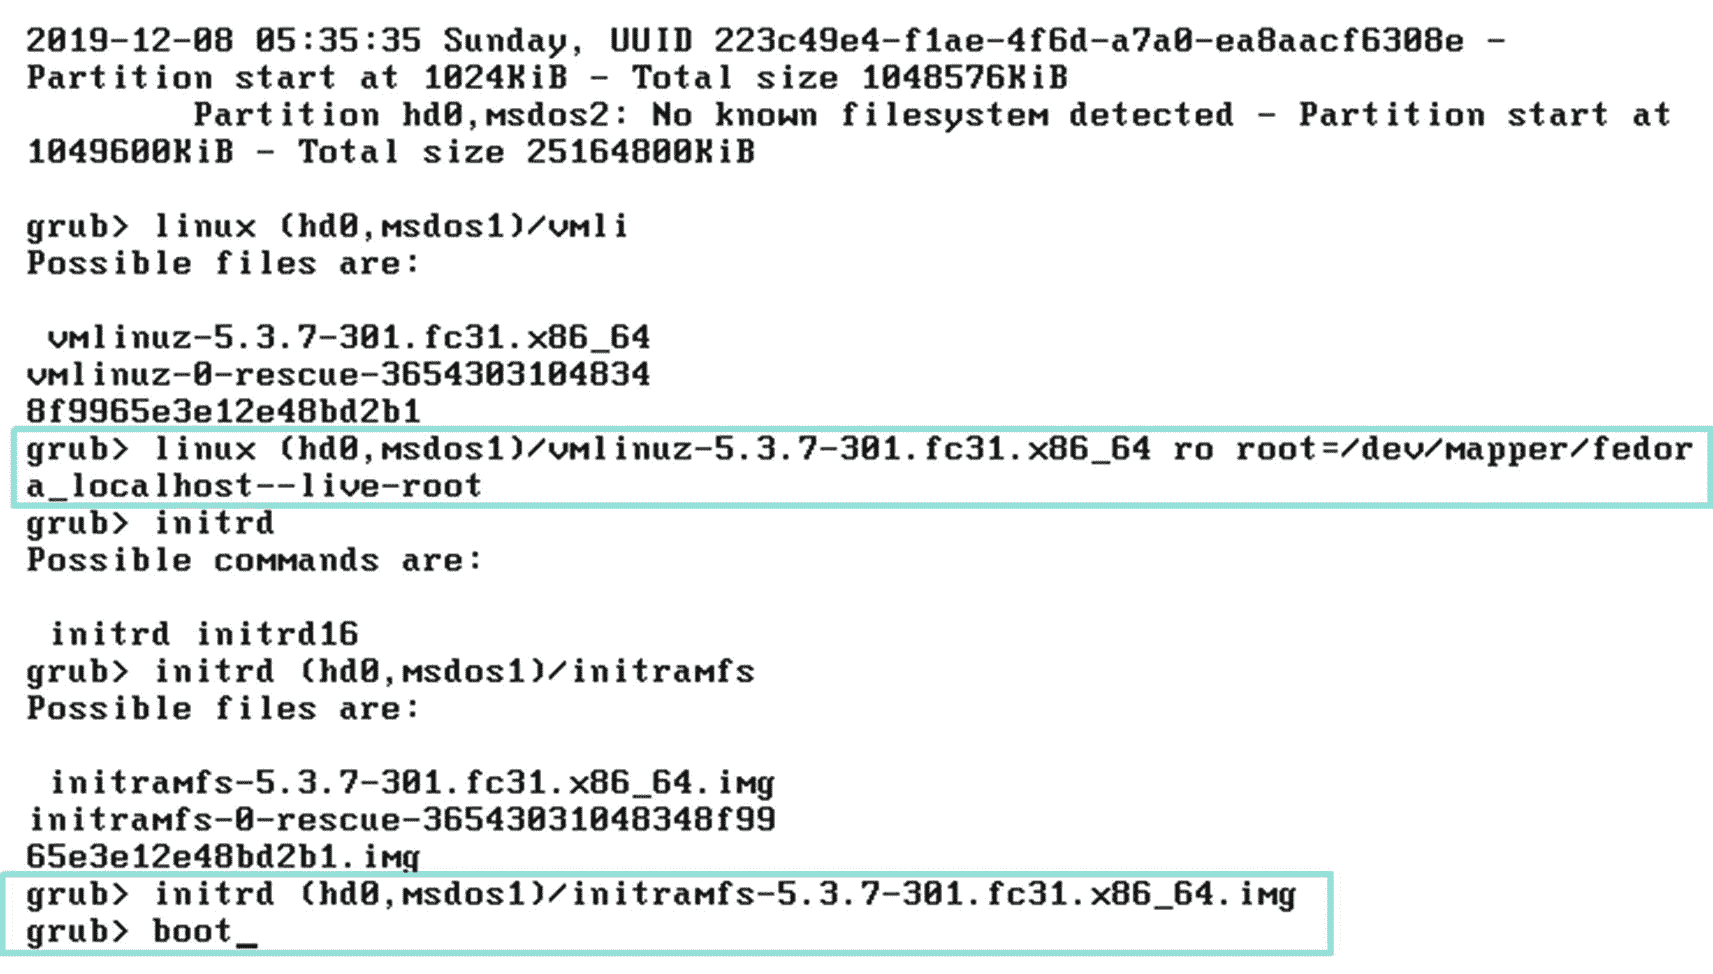 2019-12-08 05:35:35 Sunday, UUID 223c49e4-f1ae-4f6d-a7a0-ea8aacf6308e -
Partition start at 1024KiB - Total size 1048576KiB
Partition hd0,msdos2: No known filesystem detected - Partition start at
1049600KiB - Total size 25164800KiB
grub> linux (hd0,msdos1)/vmli
Possible files are:
vmlinuz-5.3.7-301.fc31.x86_64
vmlinuz-0-rescue-3654303104834
8f9965e3e12e48bd2b1
grub> linux (hd0,msdos1)/vmlinuz-5.3.7-301.fc31.x86_64 ro root=/dev/mapper/fedor
a_localhost--live-root
grub> initrd
Possible commands are:
initrd initrd16
grub> initrd (hd0,msdos1)/initramfs
Possible files are:
initramfs-5.3.7-301.fc31.x86_64.img
initramfs-0-rescue-36543031048348f99
65e3e12e48bd2b1.img
grub> initrd (hd0,msdos1)/initramfs-5.3.7-301.fc31.x86_64.img
grub> boot_